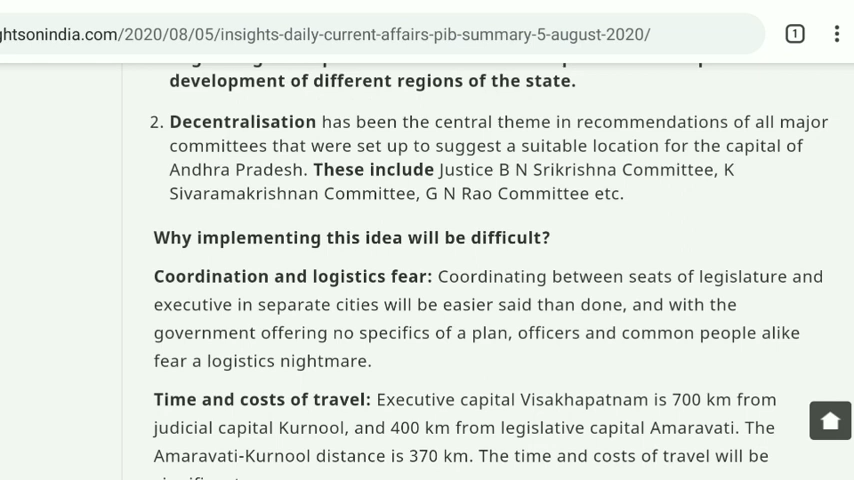 ghtsonindia.com/2020/08/05/insights-daily-current-affairs-pib-summary-5-august-2020/
1
development of different regions of the state.
2. Decentralisation has been the central theme in recommendations of all major
committees that were set up to suggest a suitable location for the capital of
Andhra Pradesh. These include Justice B N Srikrishna Committee, K
Sivaramakrishnan Committee, G N Rao Committee etc.
Why implementing this idea will be difficult?
Coordination and logistics fear: Coordinating between seats of legislature and
executive in separate cities will be easier said than done, and with the
government offering no specifics of a plan, officers and common people alike
fear a logistics nightmare.
Time and costs of travel: Executive capital Visakhapatnam is 700 km from
judicial capital Kurnool, and 400 km from legislative capital Amaravati. The
Amaravati-Kurnool distance is 370 km. The time and costs of travel will be